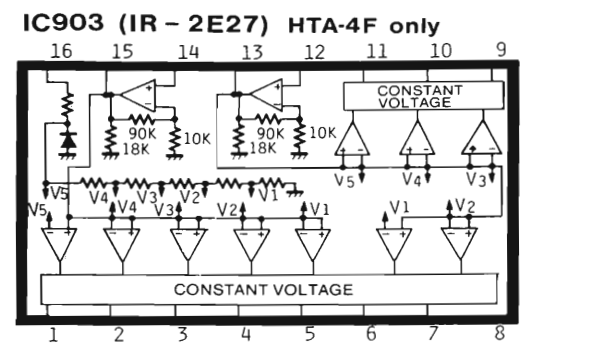 IC903 (IR – 2E27) HTA-4F only
16 15 14 13 12 11 10 9
CONSTANT
VOLTAGE
90K 10K 90K 10K
18K 18K
V5 V4 V3
V5 V4 V3 V2 V1
V5 V4 V3 V2 V1 V1 V2
CONSTANT VOLTAGE
1 2 3 4 5 6 7 8